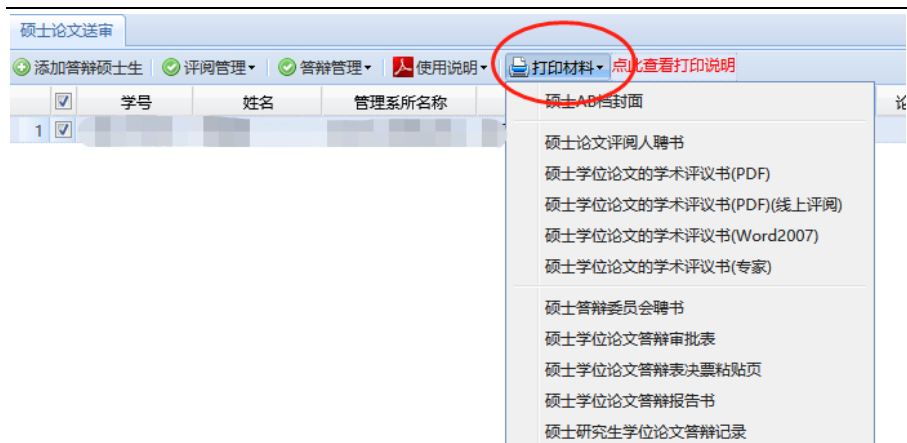 硕士论文送审
添加答辩硕士生 评阅管理 答辩管理 使用说明 打印材料 点此查看打印说明
学号 姓名 管理系所名称
1
硕士AB档封面
硕士论文评阅人聘书
硕士学位论文的学术评议书(PDF)
硕士学位论文的学术评议书(PDF)(线上评阅)
硕士学位论文的学术评议书(Word2007)
硕士学位论文的学术评议书(专家)
硕士答辩委员会聘书
硕士学位论文答辩审批表
硕士学位论文答辩表决票粘贴页
硕士学位论文答辩报告书
硕士研究生学位论文答辩记录